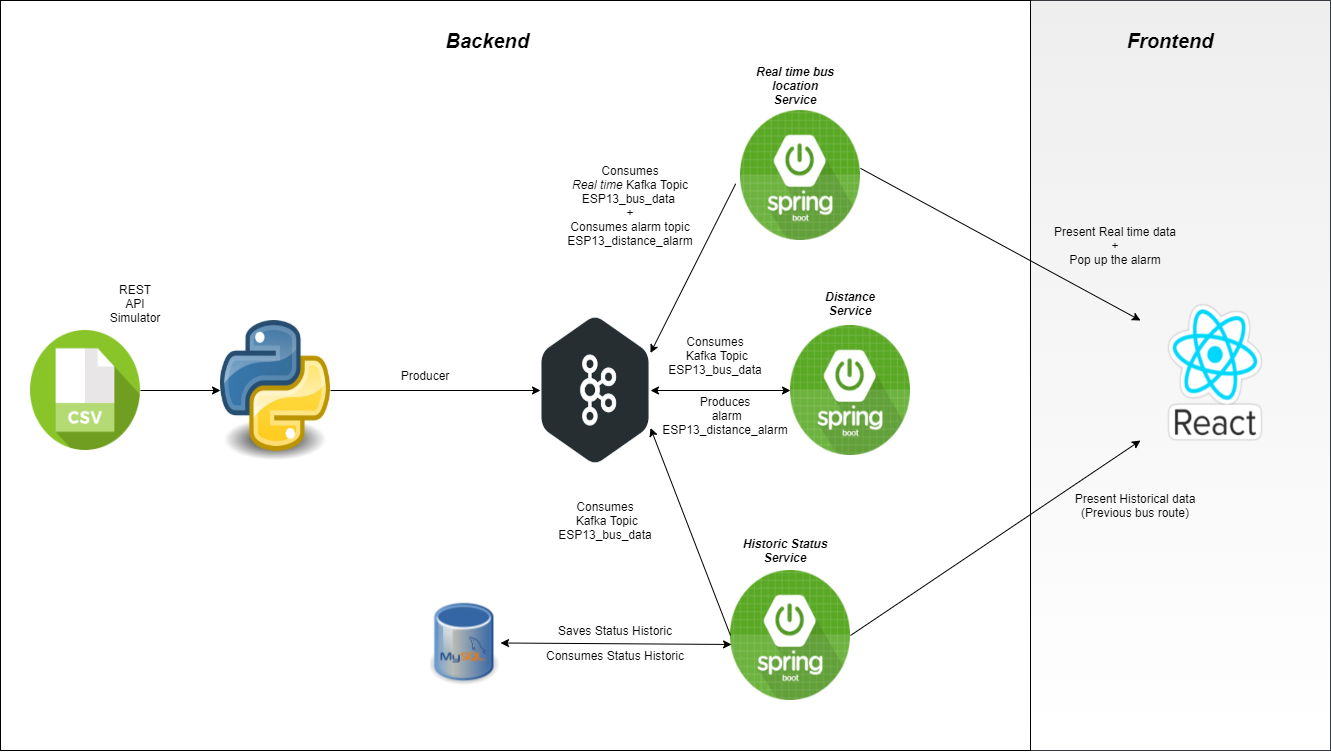 Backend
Frontend
Real time bus
location
Service
spring
boot
Consumes
Real time Kafka Topic
ESP13_bus_data
+
Consumes alarm topic
ESP13_distance_alarm
Present Real time data
+
Pop up the alarm
REST
API
Simulator
CSV
Producer
Distance
Service
Consumes
Kafka Topic
ESP13_bus_data
Produces
alarm
ESP13_distance_alarm
spring
boot
React
Consumes
Kafka Topic
ESP13_bus_data
Present Historical data
(Previous bus route)
Historic Status
Service
spring
boot
MySQL
Saves Status Historic
Consumes Status Historic